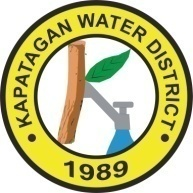 • KAPATAGAN WATER DISTRICT •
1989